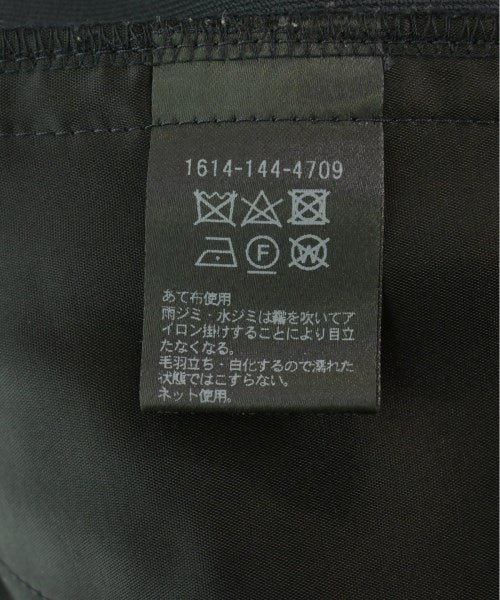 1614-144-4709
F W
あて布使用
雨ジミ・水ジミは霧を吹いてア
イロン掛けすることにより目立
たなくなる。
毛羽立ち・白化するので濡れた
状態ではこすらない。
ネット使用。